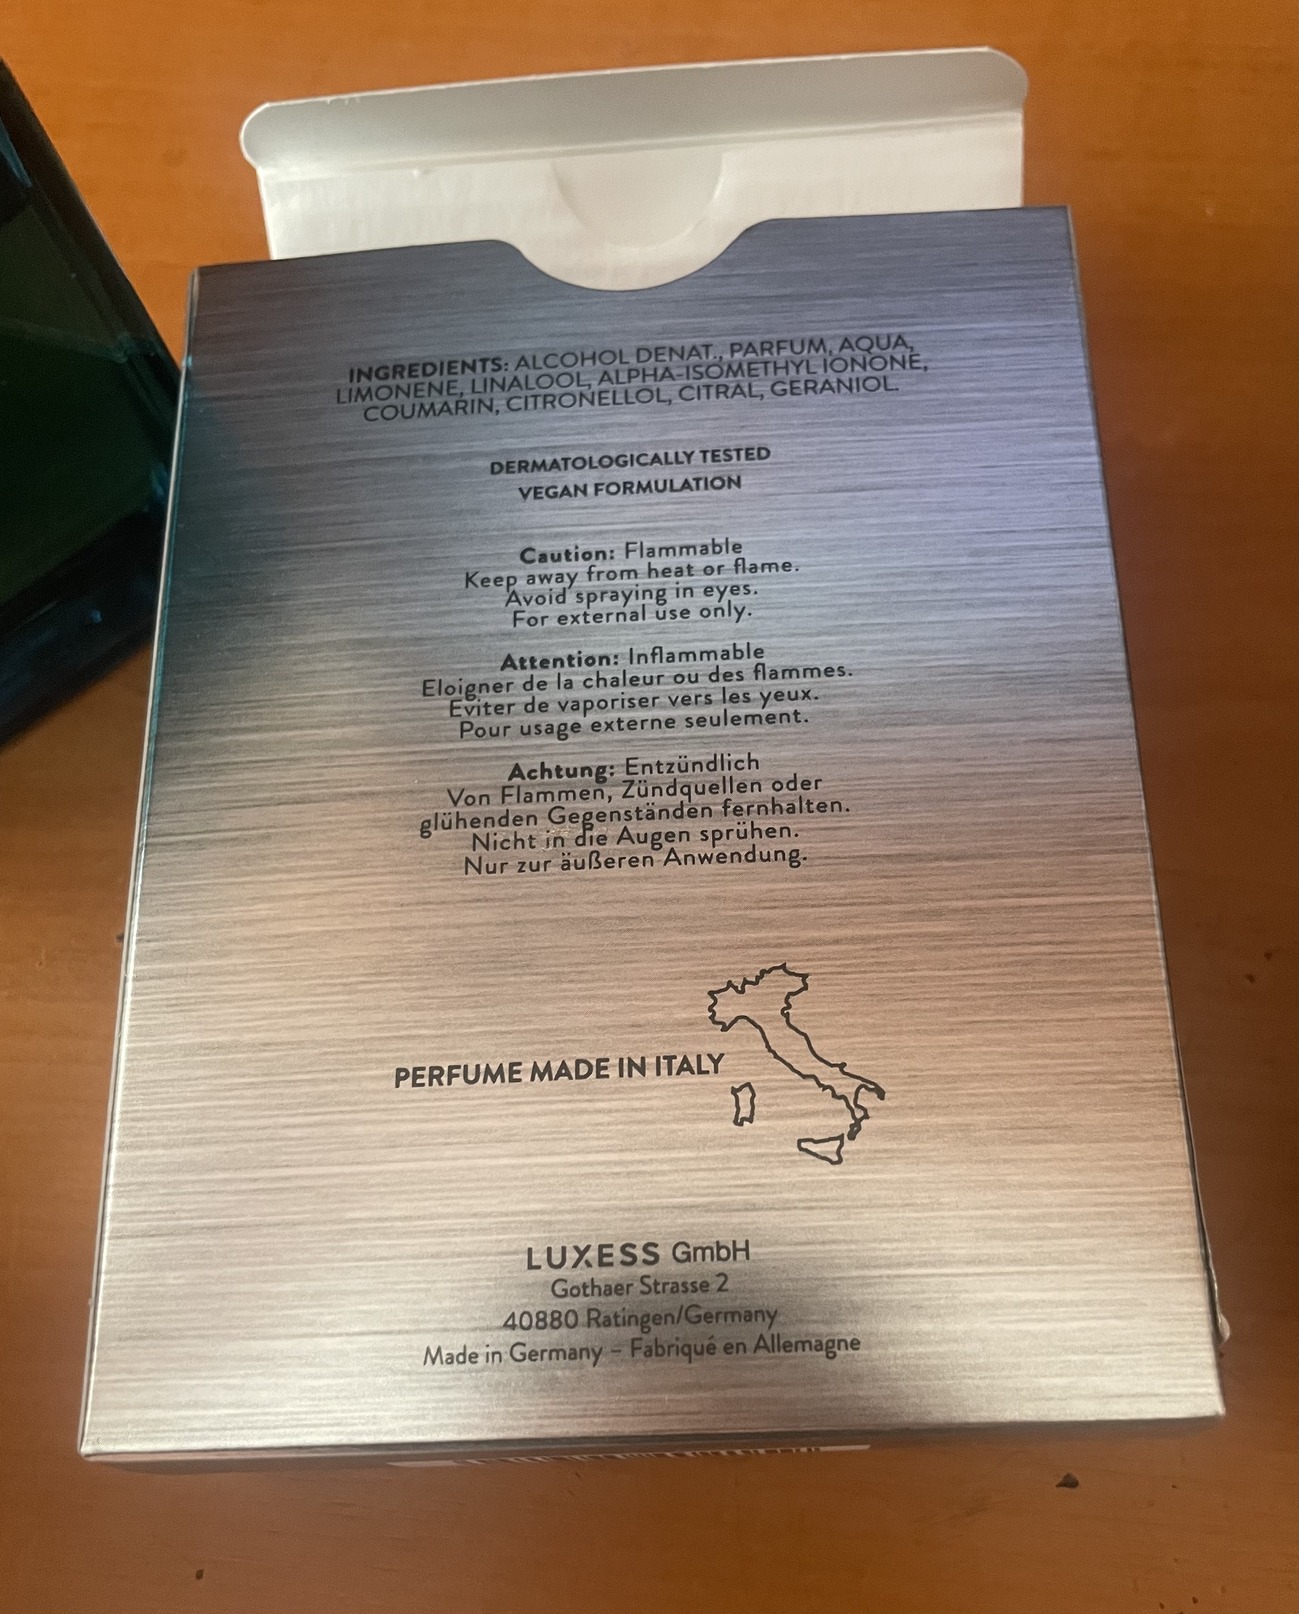 INGREDIENTS: ALCOHOL DENAT., PARFUM, AQUA,
LIMONENE, LINALOOL, ALPHA-ISOMETHYL IONONE,
COUMARIN, CITRONELLOL, CITRAL, GERANIOL.
DERMATOLOGICALLY TESTED
VEGAN FORMULATION
Caution: Flammable
Keep away from heat or flame.
Avoid spraying in eyes.
For external use only.
Attention: Inflammable
Eloigner de la chaleur ou des flammes.
Eviter de vaporiser vers les yeux.
Pour usage externe seulement.
Achtung: Entzündlich
Von Flammen, Zündquellen oder
glühenden Gegenständen fernhalten.
Nicht in die Augen sprühen.
Nur zur äußeren Anwendung.
PERFUME MADE IN ITALY
LUXESS GmbH
Gothaer Strasse 2
40880 Ratingen/Germany
Made in Germany – Fabriqué en Allemagne